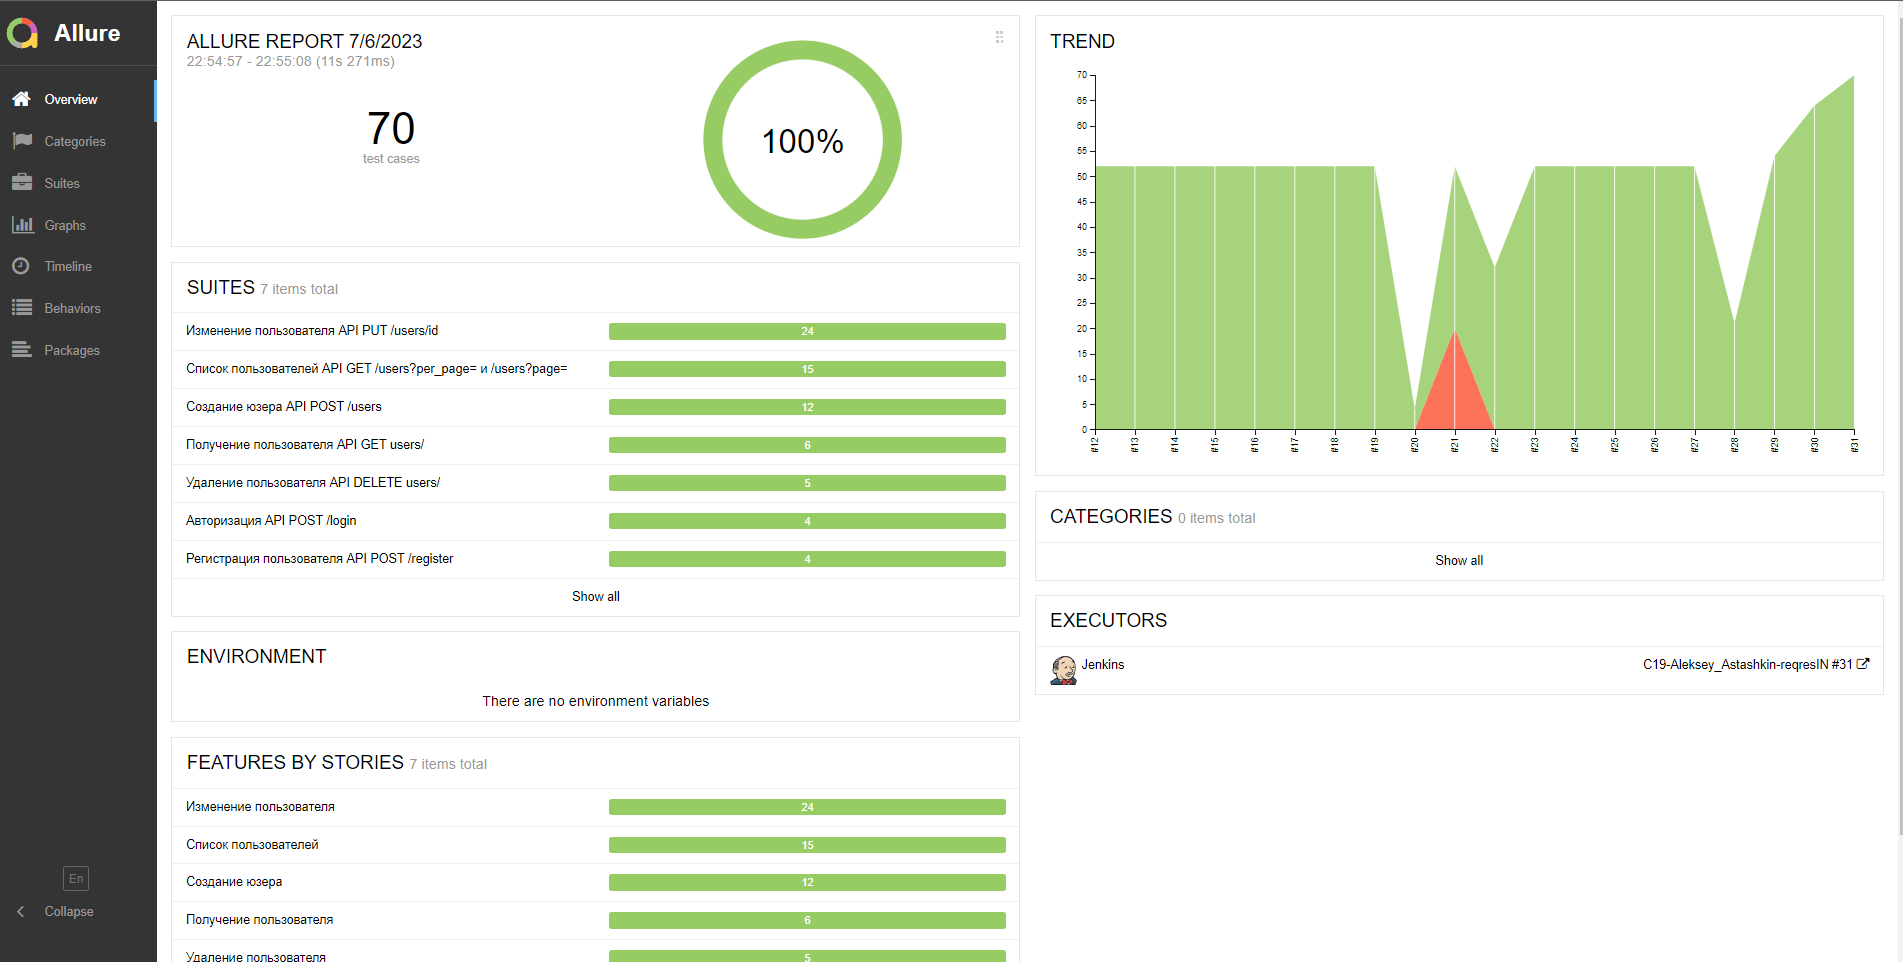 Allure
Overview
Categories
Suites
Graphs
Timeline
Behaviors
Packages
En
Collapse
ALLURE REPORT 7/6/2023
22:54:57 - 22:55:08 (11s 271ms)
70
test cases
100%
SUITES 7 items total
Изменение пользователя API PUT /users/id 24
Список пользователей API GET /users?per_page= и /users?page= 15
Создание юзера API POST /users 12
Получение пользователя API GET users/ 6
Удаление пользователя API DELETE users/ 5
Авторизация API POST /login 4
Регистрация пользователя API POST /register 4
Show all
ENVIRONMENT
There are no environment variables
FEATURES BY STORIES 7 items total
Изменение пользователя 24
Список пользователей 15
Создание юзера 12
Получение пользователя 6
Удаление пользователя 5
TREND
70
65
60
55
50
45
40
35
30
25
20
15
10
5
0
#12 #13 #14 #15 #16 #17 #18 #19 #20 #21 #22 #23 #24 #25 #26 #27 #28 #29 #30 #31
CATEGORIES 0 items total
Show all
EXECUTORS
Jenkins C19-Aleksey_Astashkin-reqresIN #31